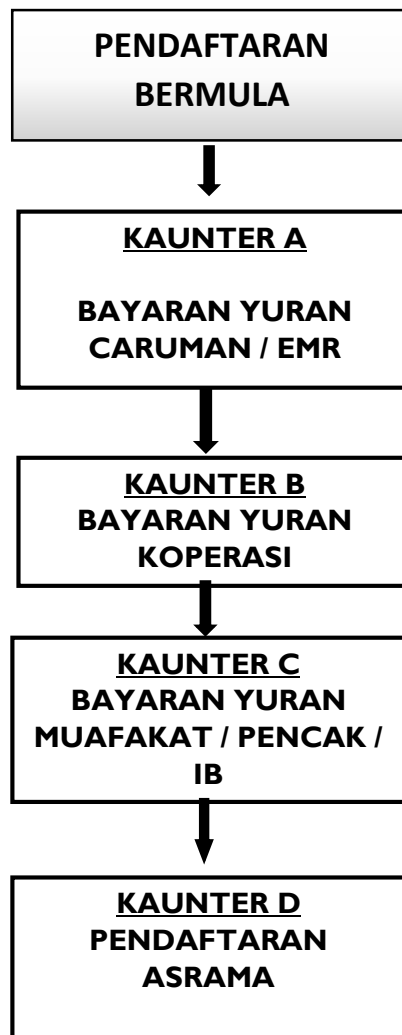 PENDAFTARAN
BERMULA
KAUNTER A
BAYARAN YURAN
CARUMAN / EMR
KAUNTER B
BAYARAN YURAN
KOPERASI
KAUNTER C
BAYARAN YURAN
MUAFAKAT / PENCAK /
IB
KAUNTER D
PENDAFTARAN
ASRAMA